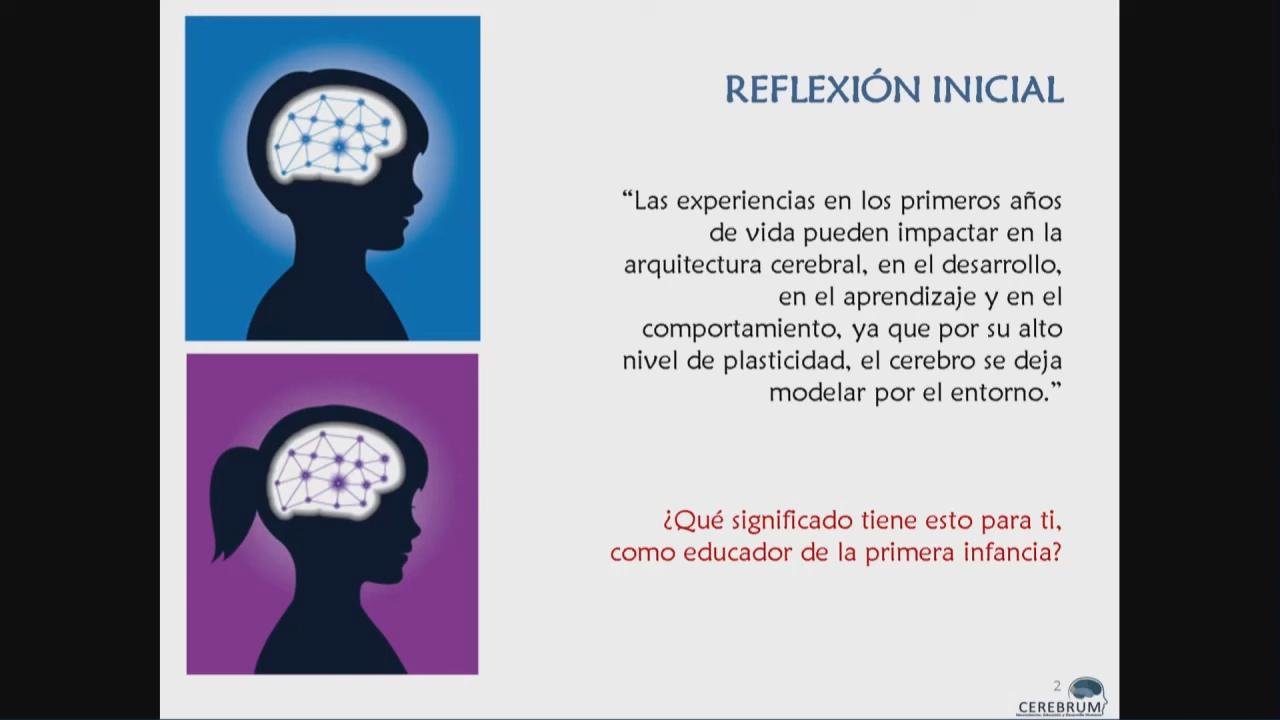 REFLEXIÓN INICIAL
“Las experiencias en los primeros años
de vida pueden impactar en la
arquitectura cerebral, en el desarrollo,
en el aprendizaje y en el
comportamiento, ya que por su alto
nivel de plasticidad, el cerebro se deja
modelar por el entorno.”
¿Qué significado tiene esto para ti,
como educador de la primera infancia?
2
CEREBRUM